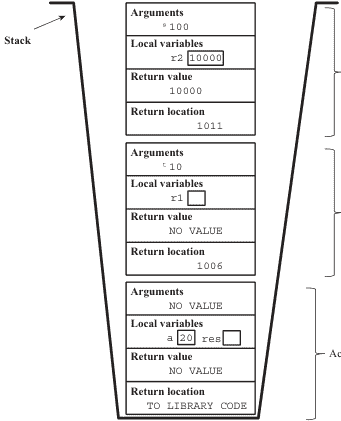 Stack
Arguments
"100
Local variables
r2 10000
Return value
10000
Return location
1011
Arguments
10
Local variables
r1
Return value
NO VALUE
Return location
1006
Arguments
NO VALUE
Local variables
a 20 res
Return value
NO VALUE
Return location
TO LIBRARY CODE